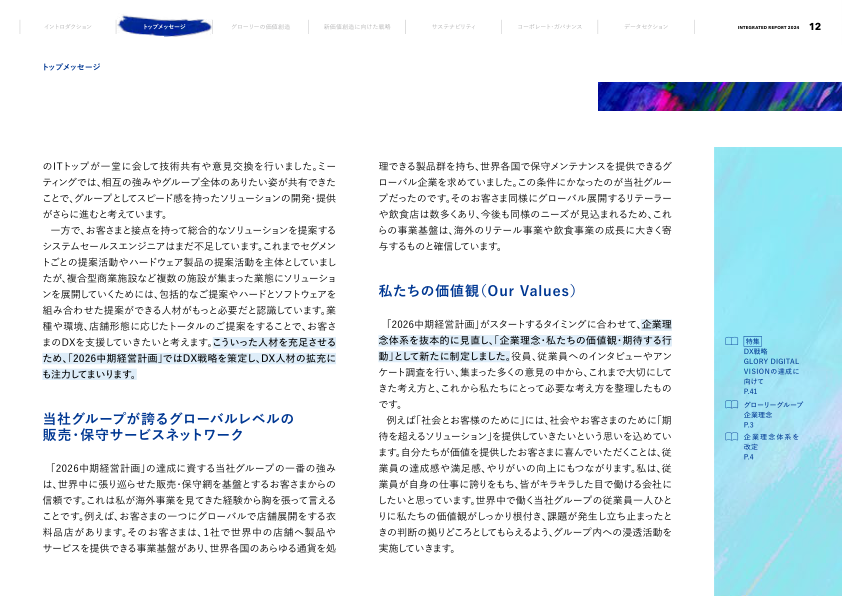 イントロダクション
トップメッセージ
グローリーの価値創造
新価値創造に向けた戦略
サステナビリティ
コーポレート・ガバナンス
データセクション
INTEGRATED REPORT 2024 12
トップメッセージ
のITトップが一堂に会して技術共有や意見交換を行いました。ミー
ティングでは、相互の強みやグループ全体のありたい姿が共有できた
ことで、グループとしてスピード感を持ったソリューションの開発・提供
がさらに進むと考えています。
一方で、お客さまと接点を持って総合的なソリューションを提案する
システムセールスエンジニアはまだ不足しています。これまでセグメン
トごとの提案活動やハードウェア製品の提案活動を主体としていまし
たが、複合型商業施設など複数の施設が集まった業態にソリューショ
ンを展開していくためには、包括的なご提案やハードとソフトウェアを
組み合わせた提案ができる人材がもっと必要だと認識しています。業
種や環境、店舗形態に応じたトータルのご提案をすることで、お客さ
まのDXを支援していきたいと考えます。こういった人材を充足させる
ため、「2026中期経営計画」ではDX戦略を策定し、DX人材の拡充に
も注力してまいります。
当社グループが誇るグローバルレベルの
販売・保守サービスネットワーク
「2026中期経営計画」の達成に資する当社グループの一番の強み
は、世界中に張り巡らせた販売・保守網を基盤とするお客さまからの
信頼です。これは私が海外事業を見てきた経験から胸を張って言える
ことです。例えば、お客さまの一つにグローバルで店舗展開をする衣
料品店があります。そのお客さまは、1社で世界中の店舗へ製品や
サービスを提供できる事業基盤があり、世界各国のあらゆる通貨を処
理できる製品群を持ち、世界各国で保守メンテナンスを提供できるグ
ローバル企業を求めていました。この条件にかなったのが当社グルー
プだったのです。そのお客さま同様にグローバル展開するリテーラー
や飲食店は数多くあり、今後も同様のニーズが見込まれるため、これ
らの事業基盤は、海外のリテール事業や飲食事業の成長に大きく寄
与するものと確信しています。
私たちの価値観（Our Values）
「2026中期経営計画」がスタートするタイミングに合わせて、企業理
念体系を抜本的に見直し、「企業理念・私たちの価値観・期待する行
動」として新たに制定しました。役員、従業員へのインタビューやアン
ケート調査を行い、集まった多くの意見の中から、これまで大切にして
きた考え方と、これから私たちにとって必要な考え方を整理したもの
です。
例えば「社会とお客様のために」には、社会やお客さまのために「期
待を超えるソリューション」を提供していきたいという思いを込めてい
ます。自分たちが価値を提供したお客さまに喜んでいただくことは、従
業員の達成感や満足感、やりがいの向上にもつながります。私は、従
業員が自身の仕事に誇りをもち、皆がキラキラした目で働ける会社に
したいと思っています。世界中で働く当社グループの従業員一人ひと
りに私たちの価値観がしっかり根付き、課題が発生し立ち止まったと
きの判断の拠りどころとしてもらえるよう、グループ内への浸透活動を
実施していきます。
特集
DX戦略
GLORY DIGITAL
VISIONの達成に
向けて
P.41
グローリーグループ
企業理念
P.3
企業理念体系を
改定
P.4